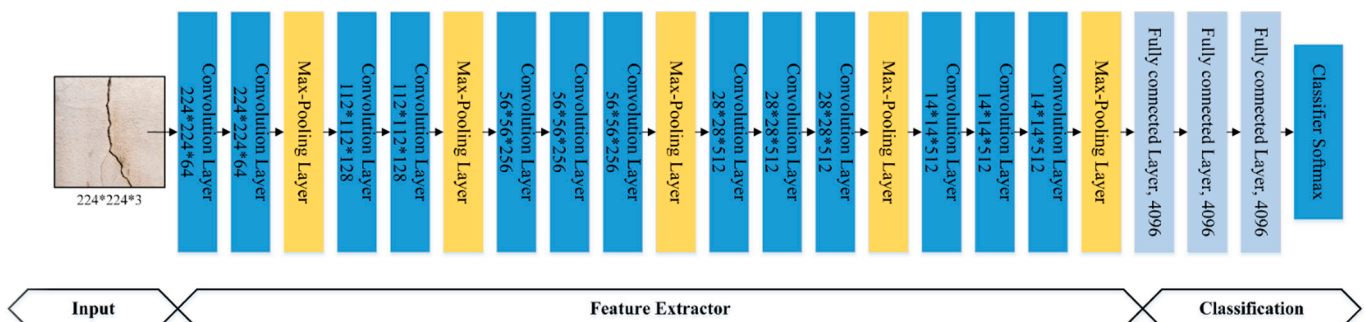 224*224*3
Convolution Layer
224*224*64
Convolution Layer
224*224*64
Max-Pooling Layer
Convolution Layer
112*112*128
Convolution Layer
112*112*128
Max-Pooling Layer
Convolution Layer
56*56*256
Convolution Layer
56*56*256
Convolution Layer
56*56*256
Max-Pooling Layer
Convolution Layer
28*28*512
Convolution Layer
28*28*512
Convolution Layer
28*28*512
Max-Pooling Layer
Convolution Layer
14*14*512
Convolution Layer
14*14*512
Convolution Layer
14*14*512
Max-Pooling Layer
Fully connected Layer, 4096
Fully connected Layer, 4096
Fully connected Layer, 4096
Classifier Softmax
Input
Feature Extractor
Classification